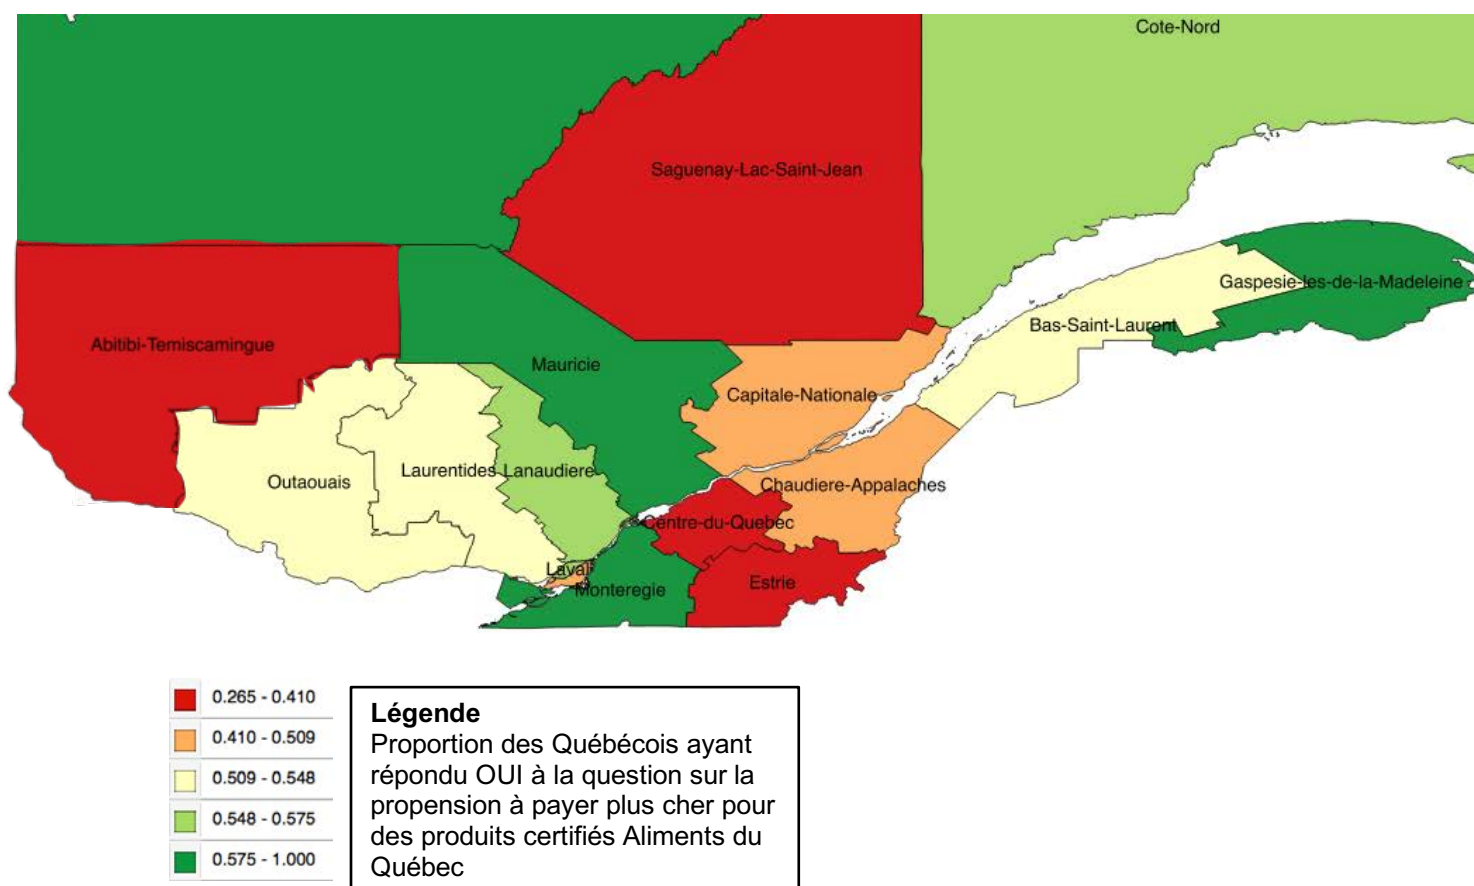 Cote-Nord
Saguenay-Lac-Saint-Jean
Gaspesie-Iles-de-la-Madeleine
Bas-Saint-Laurent
Abitibi-Temiscamingue
Mauricie
Capitale-Nationale
Laurentides
Lanaudiere
Outaouais
Chaudiere-Appalaches
Centre-du-Quebec
Laval
Estrie
Monteregie
0.265 - 0.410
0.410 - 0.509
0.509 - 0.548
0.548 - 0.575
0.575 - 1.000
Légende
Proportion des Québécois ayant
répondu OUI à la question sur la
propension à payer plus cher pour
des produits certifiés Aliments du
Québec